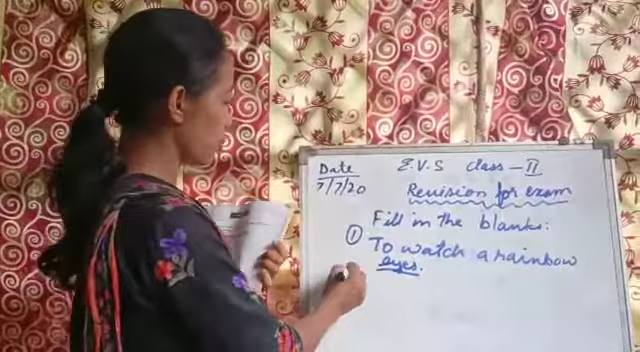 Date E.V.S Class - II
7/7/20 Revision for exam
Fill in the blanks:
① To watch a rainbow
eyes.